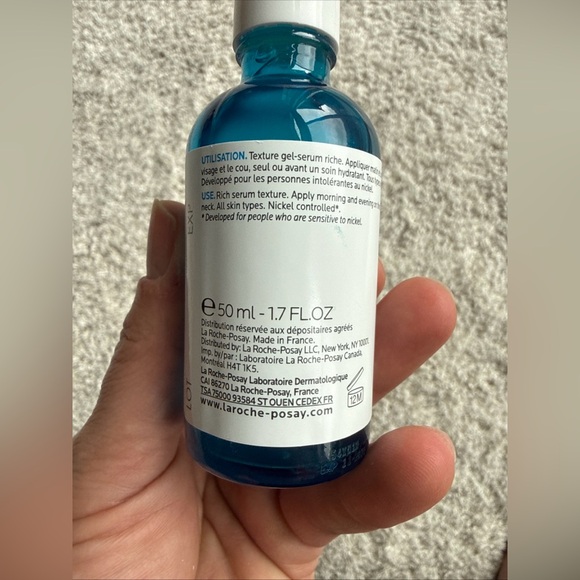 UTILISATION. Texture gel-serum riche. Appliquer
visage et le cou, seul ou avant un soin hydratant.
Développé pour les personnes intolérantes au nickel.
USE. Rich serum texture. Apply morning and evening on
neck. All skin types. Nickel controlled*.
* Developed for people who are sensitive to nickel.
EXP
LOT
e 50 ml - 1.7 FL.OZ
Distribution réservée aux dépositaires agréés
La Roche-Posay. Made in France.
Distributed by: La Roche-Posay LLC, New York, NY 10001.
Imp. by/par : Laboratoire La Roche-Posay Canada,
Montréal H4T 1K5.
La Roche-Posay Laboratoire Dermatologique
CAI 86270 La Roche-Posay, France
TSA 75000 93584 ST OUEN CEDEX FR
www.laroche-posay.com
12M